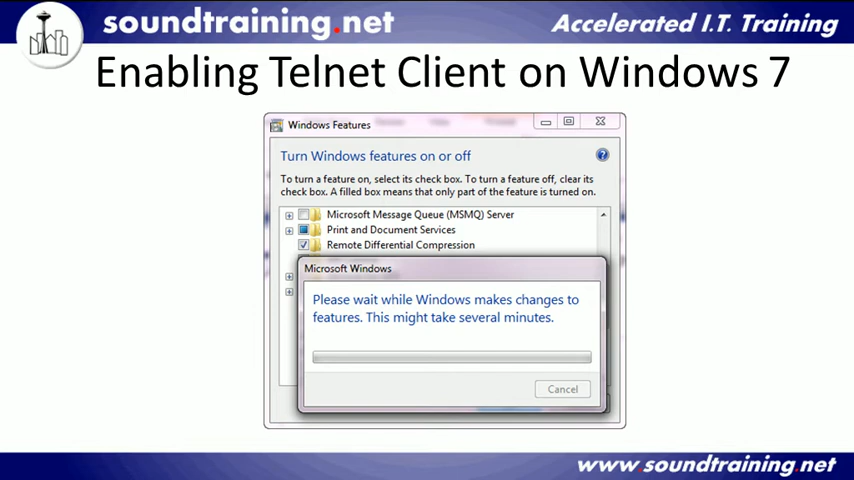 soundtraining.net
Accelerated I.T. Training
Enabling Telnet Client on Windows 7
Windows Features
Turn Windows features on or off
To turn a feature on, select its check box. To turn a feature off, clear its
check box. A filled box means that only part of the feature is turned on.
Microsoft Message Queue (MSMQ) Server
Print and Document Services
Remote Differential Compression
Microsoft Windows
Please wait while Windows makes changes to
features. This might take several minutes.
Cancel
www.soundtraining.net